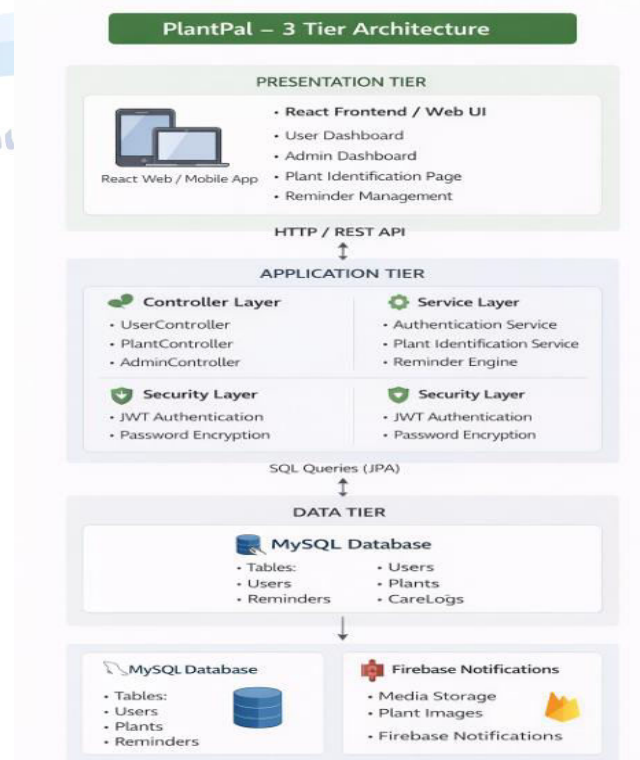 PlantPal – 3 Tier Architecture
PRESENTATION TIER
• React Frontend / Web UI
• User Dashboard
• Admin Dashboard
• Plant Identification Page
• Reminder Management
React Web / Mobile App
HTTP / REST API
APPLICATION TIER
Controller Layer
• UserController
• PlantController
• AdminController
Service Layer
• Authentication Service
• Plant Identification Service
• Reminder Engine
Security Layer
• JWT Authentication
• Password Encryption
Security Layer
• JWT Authentication
• Password Encryption
SQL Queries (JPA)
DATA TIER
MySQL Database
• Tables:
• Users
• Reminders
• Users
• Plants
• CareLogs
MySQL Database
• Tables:
• Users
• Plants
• Reminders
Firebase Notifications
• Media Storage
• Plant Images
• Firebase Notifications